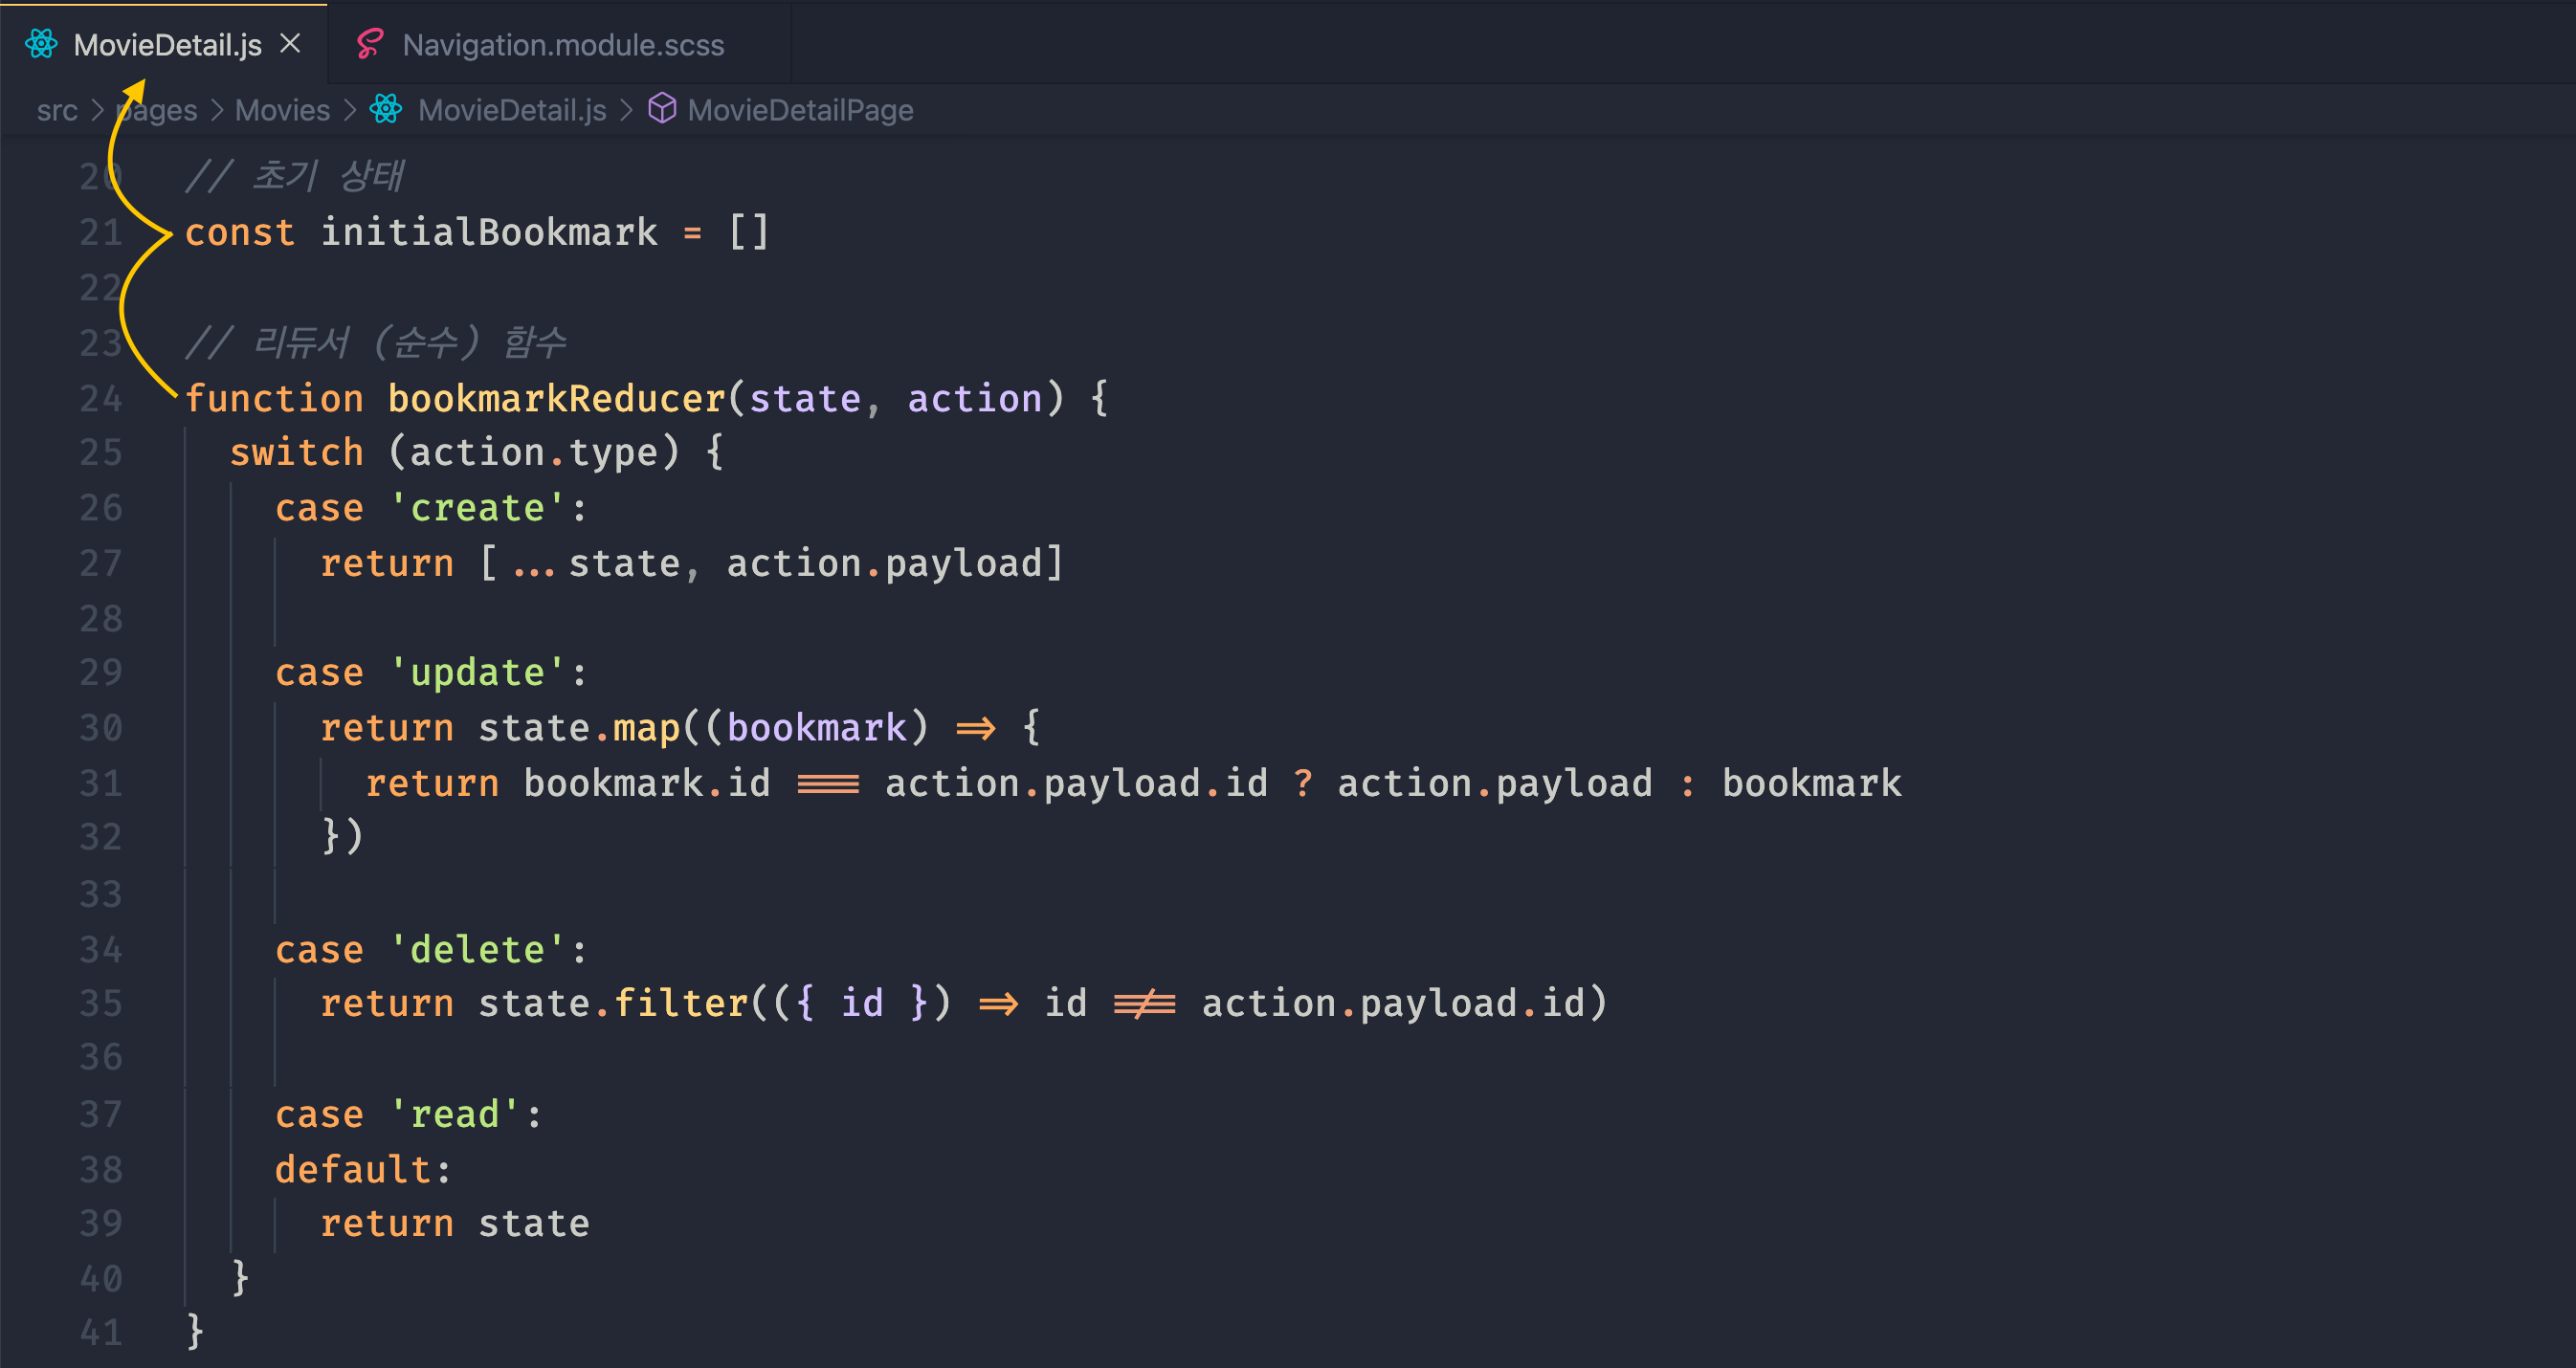 MovieDetail.js
Navigation.module.scss
src > pages > Movies > MovieDetail.js > MovieDetailPage
20 // 초기 상태
21 const initialBookmark = []
22
23 // 리듀서 (순수) 함수
24 function bookmarkReducer(state, action) {
25   switch (action.type) {
26     case 'create':
27       return [...state, action.payload]
28
29     case 'update':
30       return state.map((bookmark) => {
31         return bookmark.id === action.payload.id ? action.payload : bookmark
32       })
33
34     case 'delete':
35       return state.filter(({ id }) => id !== action.payload.id)
36
37     case 'read':
38     default:
39       return state
40   }
41 }